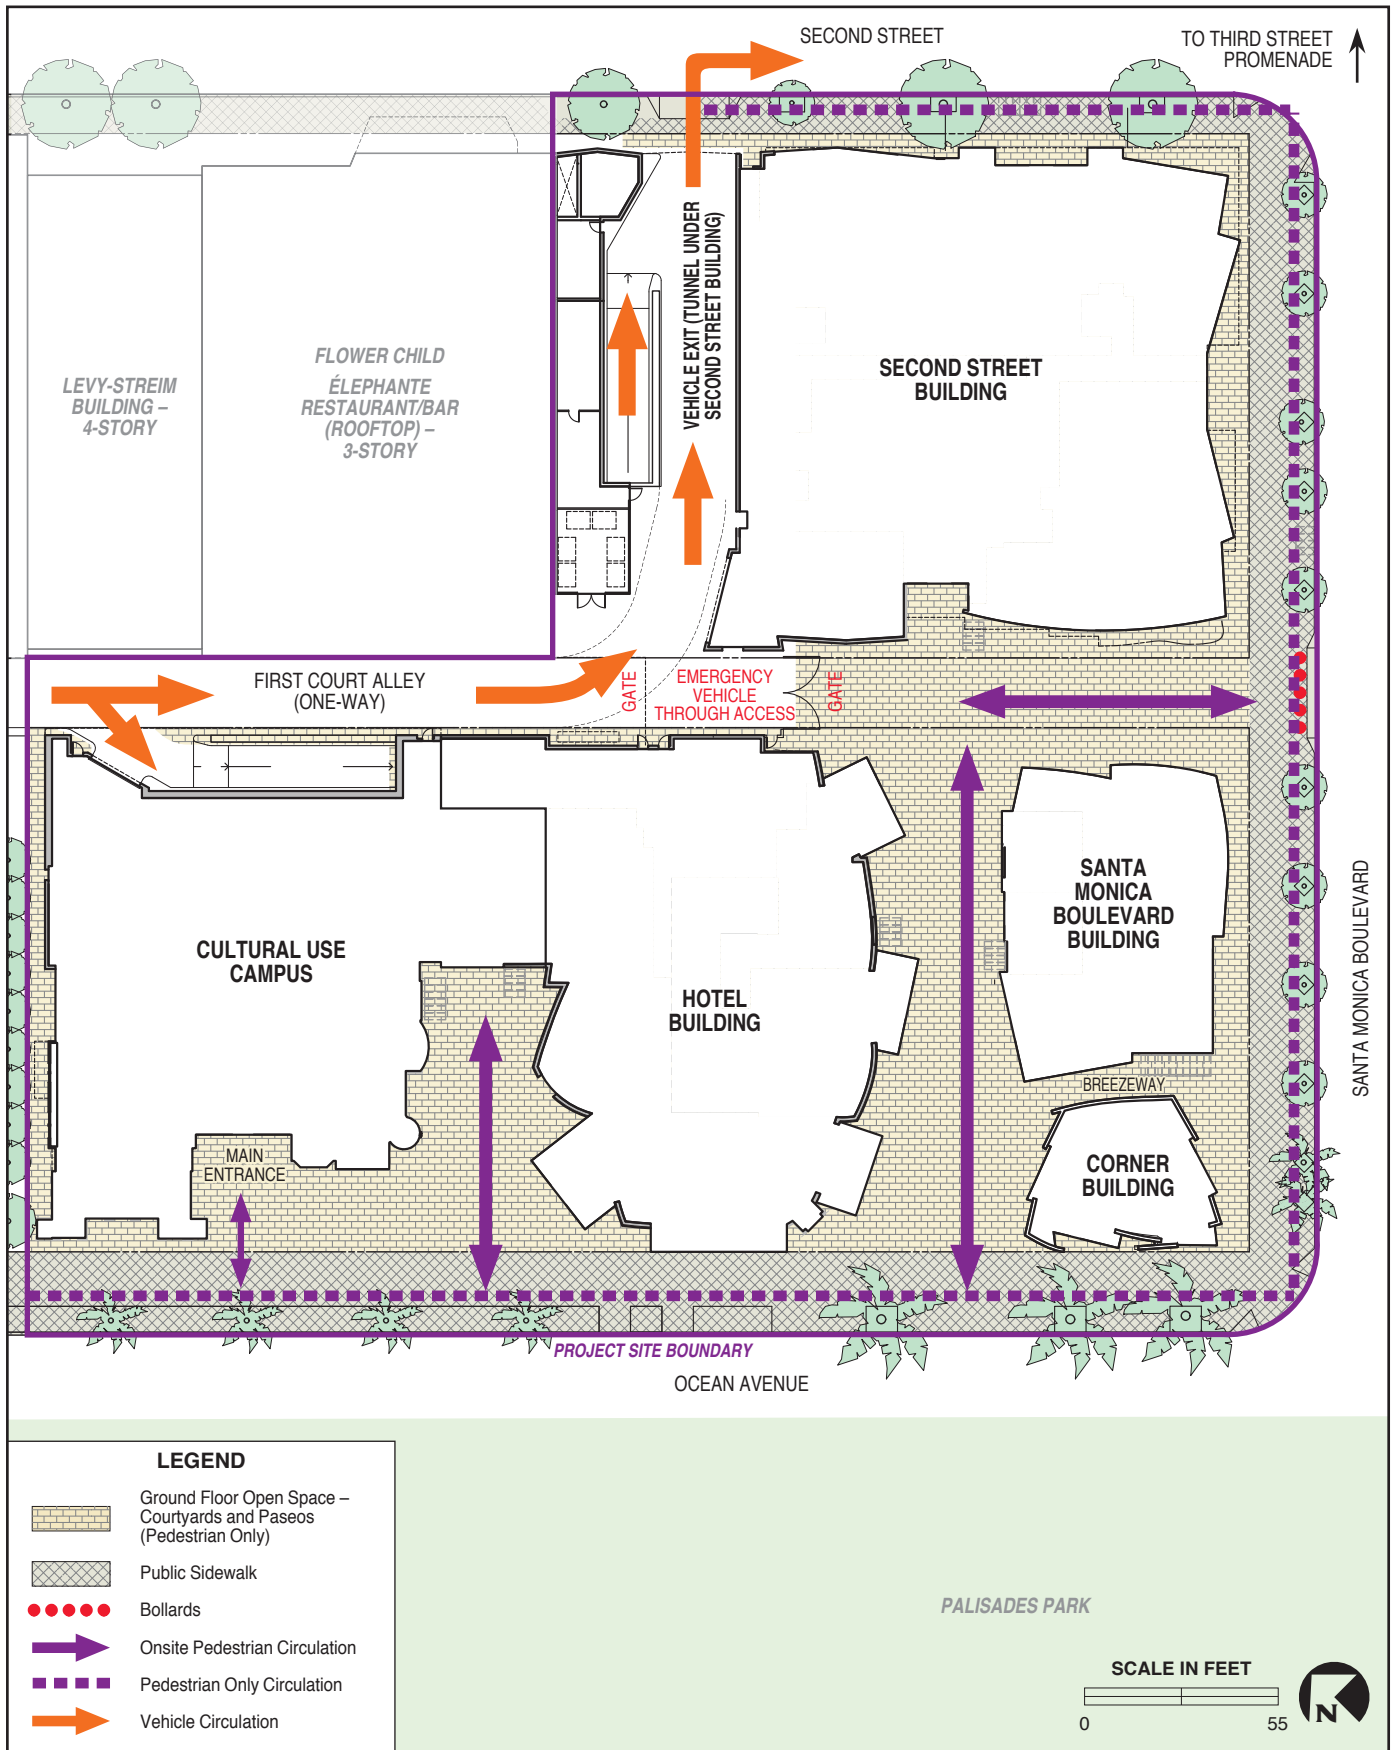 SECOND STREET
TO THIRD STREET
PROMENADE
VEHICLE EXIT (TUNNEL UNDER
SECOND STREET BUILDING)
FLOWER CHILD
ÉLEPHANTE
RESTAURANT/BAR
(ROOFTOP) –
3-STORY
LEVY-STREIM
BUILDING –
4-STORY
SECOND STREET
BUILDING
FIRST COURT ALLEY
(ONE-WAY)
GATE
EMERGENCY
VEHICLE
THROUGH ACCESS
GATE
SANTA
MONICA
BOULEVARD
BUILDING
SANTA MONICA BOULEVARD
CULTURAL USE
CAMPUS
HOTEL
BUILDING
BREEZEWAY
MAIN
ENTRANCE
CORNER
BUILDING
PROJECT SITE BOUNDARY
OCEAN AVENUE
LEGEND
Ground Floor Open Space –
Courtyards and Paseos
(Pedestrian Only)
Public Sidewalk
Bollards
Onsite Pedestrian Circulation
Pedestrian Only Circulation
Vehicle Circulation
PALISADES PARK
SCALE IN FEET
0 55
N